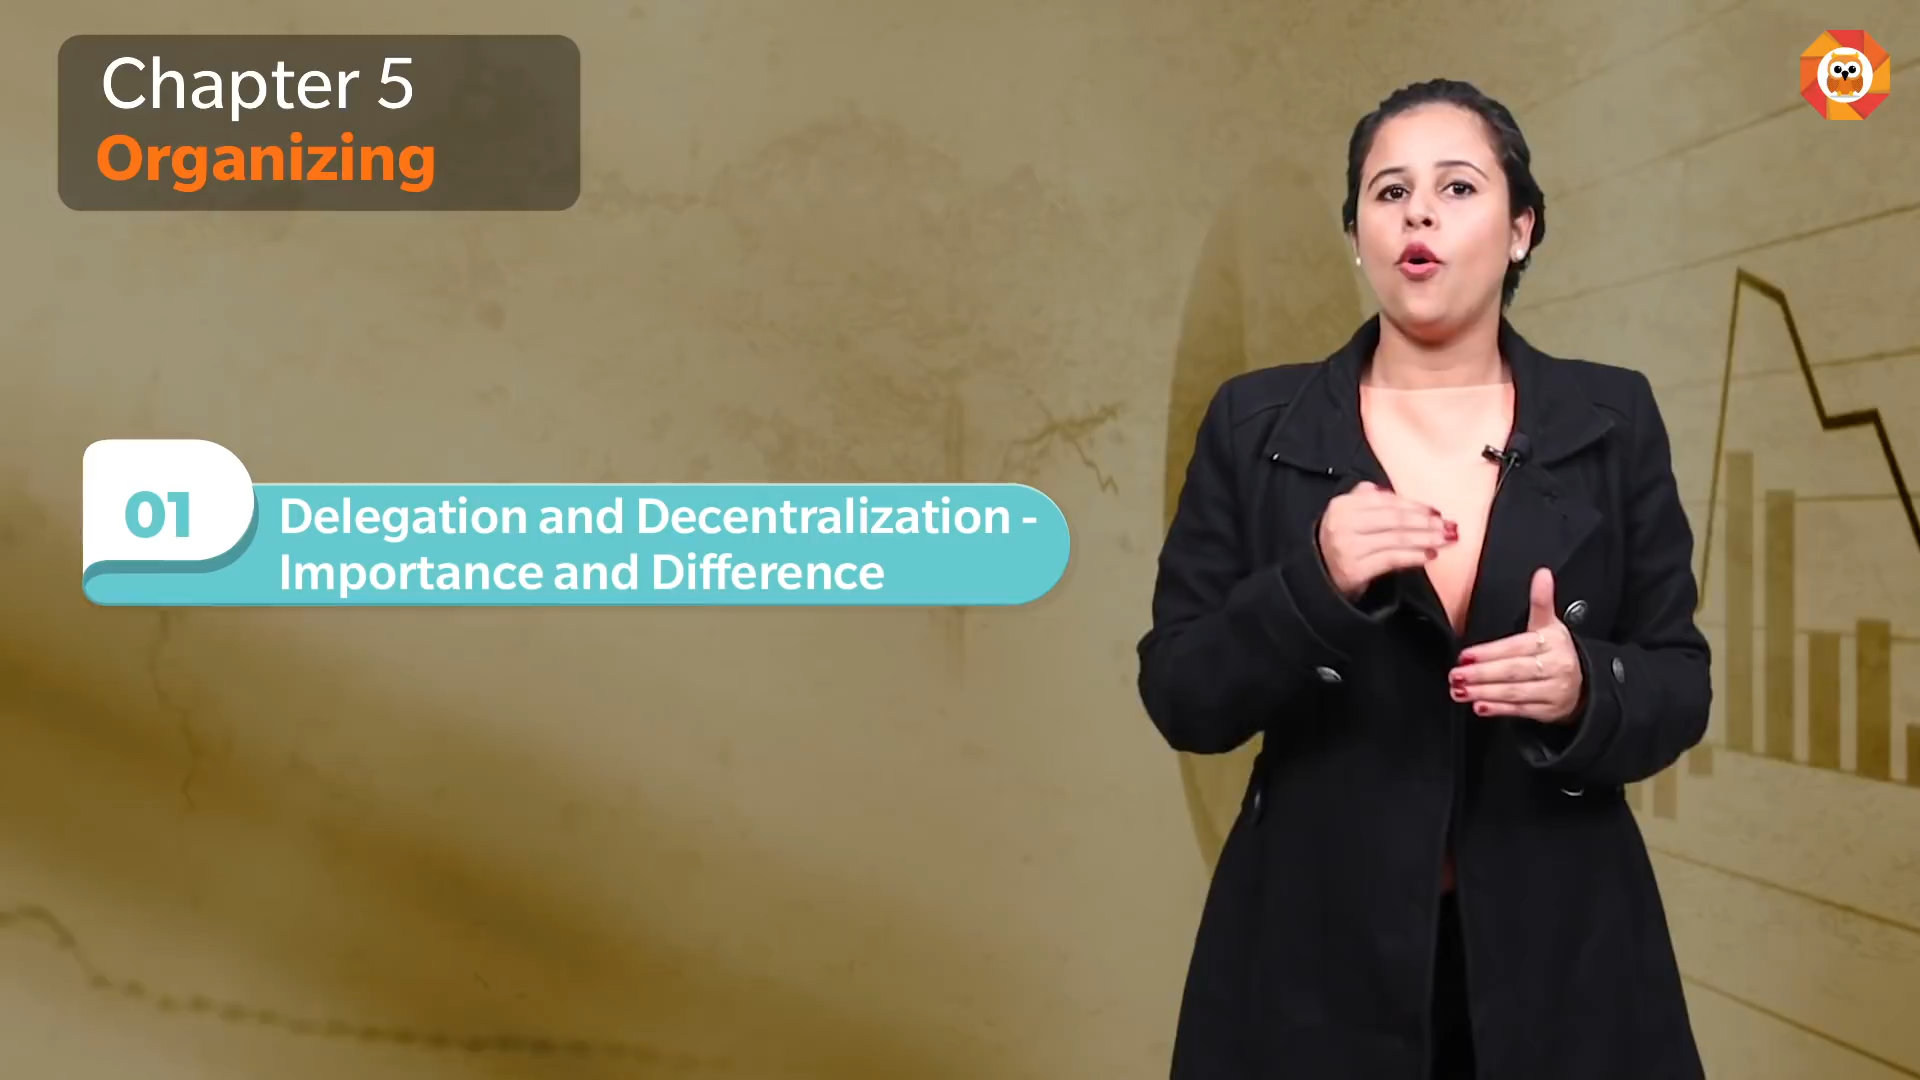 Chapter 5
Organizing
01
Delegation and Decentralization -
Importance and Difference